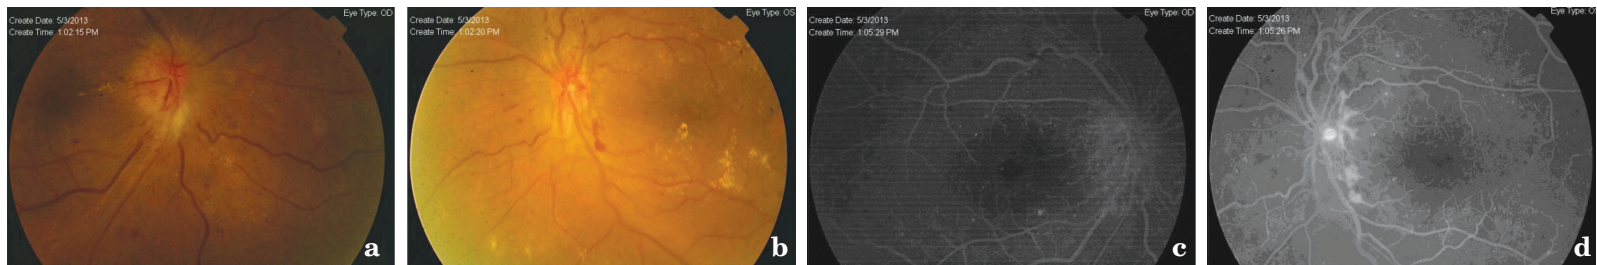 Create Date: 5/3/2013
Create Time: 1:02:15 PM
Eye Type: OD
a
Create Date: 5/3/2013
Create Time: 1:02:20 PM
Eye Type: OS
b
Create Date: 5/3/2013
Create Time: 1:05:29 PM
Eye Type: OD
c
Create Date: 5/3/2013
Create Time: 1:05:26 PM
Eye Type:
d